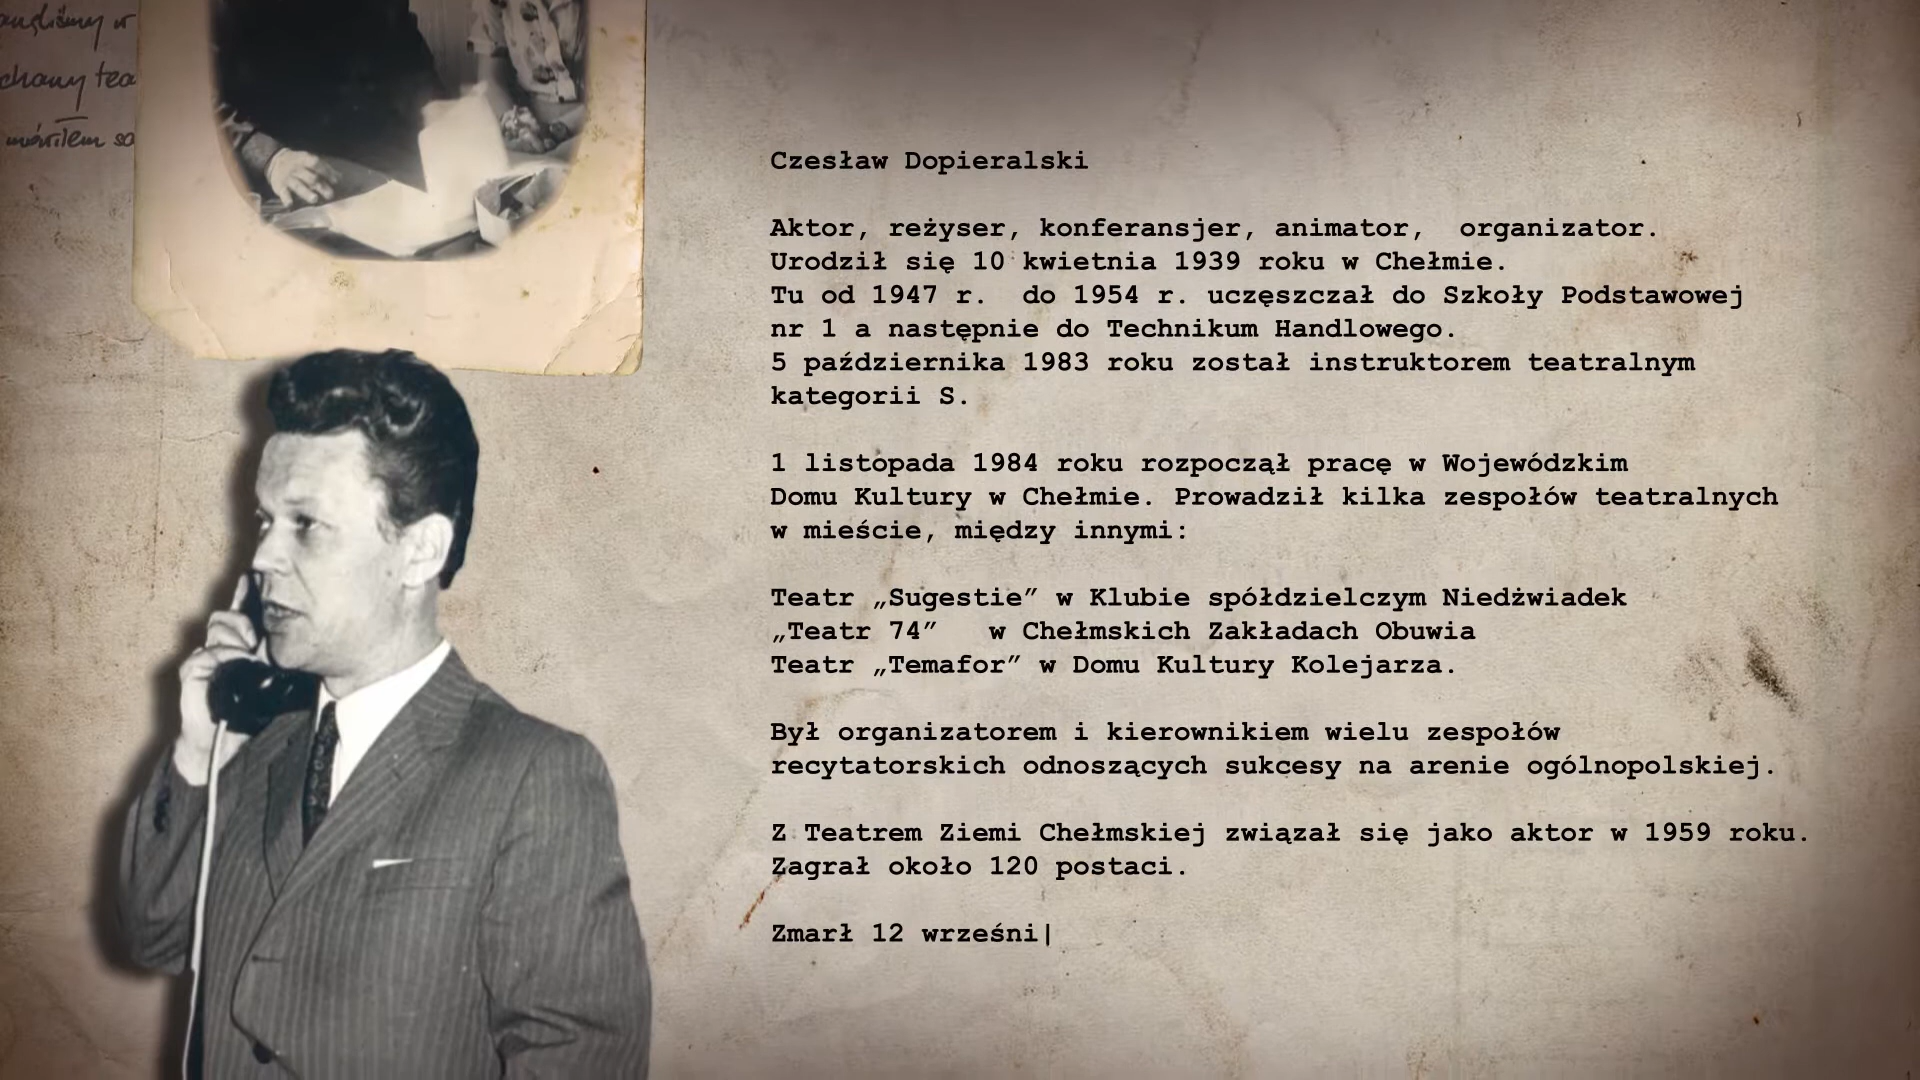 chany
Czesław Dopieralski
Aktor, reżyser, konferansjer, animator,  organizator.
Urodził się 10 kwietnia 1939 roku w Chełmie.
Tu od 1947 r.  do 1954 r. uczęszczał do Szkoły Podstawowej
nr 1 a następnie do Technikum Handlowego.
5 października 1983 roku został instruktorem teatralnym
kategorii S.
1 listopada 1984 roku rozpoczął pracę w Wojewódzkim
Domu Kultury w Chełmie. Prowadził kilka zespołów teatralnych
w mieście, między innymi:
Teatr „Sugestie” w Klubie spółdzielczym Niedżwiadek
„Teatr 74”   w Chełmskich Zakładach Obuwia
Teatr „Temafor” w Domu Kultury Kolejarza.
Był organizatorem i kierownikiem wielu zespołów
recytatorskich odnoszących sukcesy na arenie ogólnopolskiej.
Z Teatrem Ziemi Chełmskiej związał się jako aktor w 1959 roku.
Zagrał około 120 postaci.
Zmarł 12 wrześni|